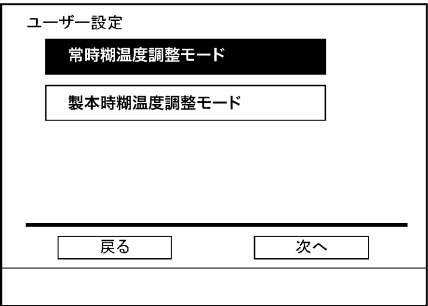 ユーザー設定
常時糊温度調整モード
製本時糊温度調整モード
戻る 次へ